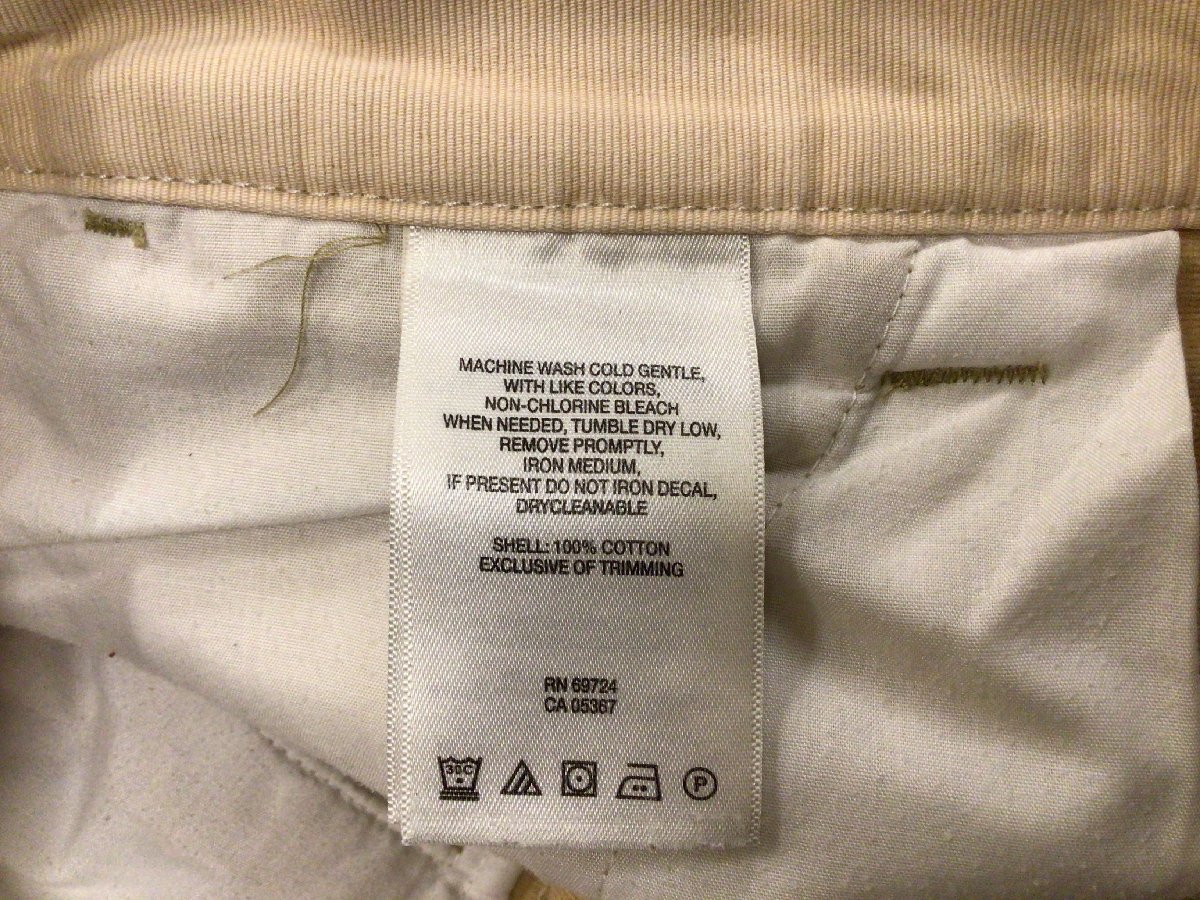 MACHINE WASH COLD GENTLE,
WITH LIKE COLORS,
NON-CHLORINE BLEACH
WHEN NEEDED, TUMBLE DRY LOW,
REMOVE PROMPTLY,
IRON MEDIUM,
IF PRESENT DO NOT IRON DECAL,
DRYCLEANABLE
SHELL: 100% COTTON
EXCLUSIVE OF TRIMMING
RN 69724
CA 05367
30C P